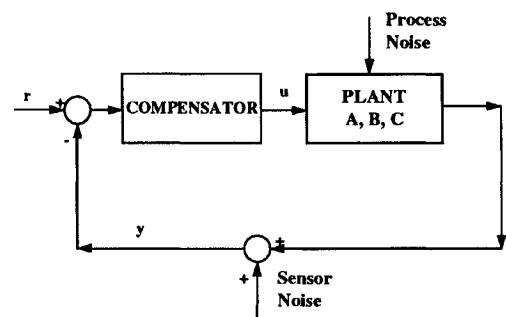 Process
Noise
r
+
-
COMPENSATOR
u
PLANT
A, B, C
y
+
+
Sensor
Noise